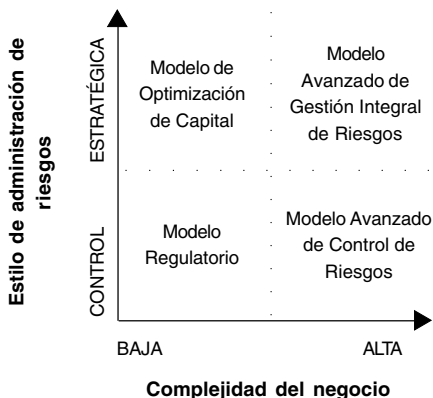 Estilo de administración de
riesgos
ESTRATÉGICA
CONTROL
Modelo de
Optimización
de Capital
Modelo
Avanzado de
Gestión Integral
de Riesgos
Modelo
Regulatorio
Modelo Avanzado
de Control de
Riesgos
BAJA
ALTA
Complejidad del negocio